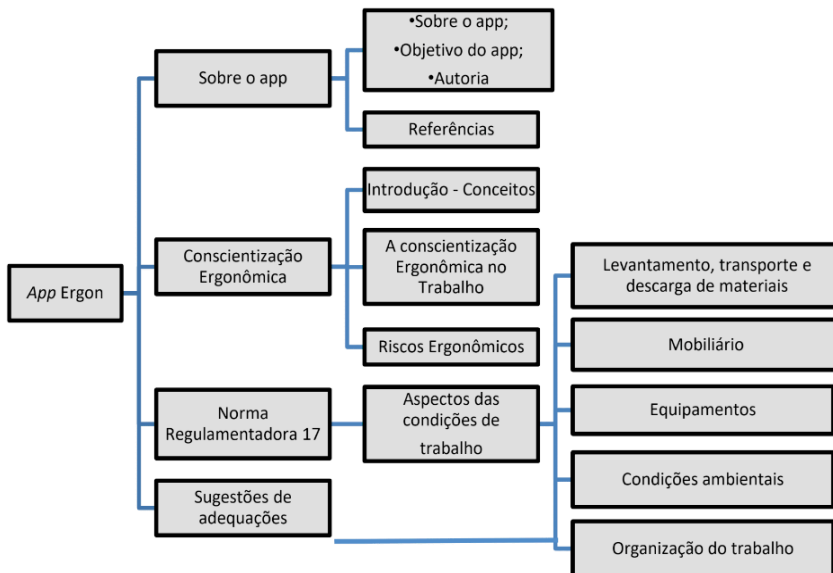 App Ergon
Sobre o app
•Sobre o app;
•Objetivo do app;
•Autoria
Referências
Conscientização
Ergonômica
Introdução - Conceitos
A conscientização
Ergonômica no
Trabalho
Riscos Ergonômicos
Norma
Regulamentadora 17
Aspectos das
condições de
trabalho
Sugestões de
adequações
Levantamento, transporte e
descarga de materiais
Mobiliário
Equipamentos
Condições ambientais
Organização do trabalho